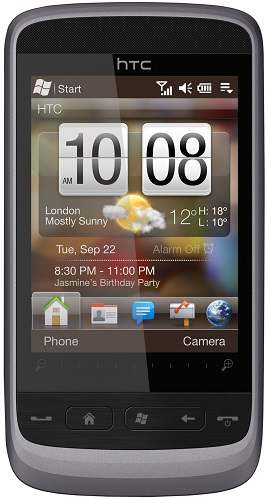 hTC
Start
HTC
AM 10 08
London
Mostly Sunny
12°C H: 18°
L: 10°
Tue, Sep 22 Alarm Off
8:30 PM - 11:00 PM
Jasmine's Birthday Party
Phone Camera